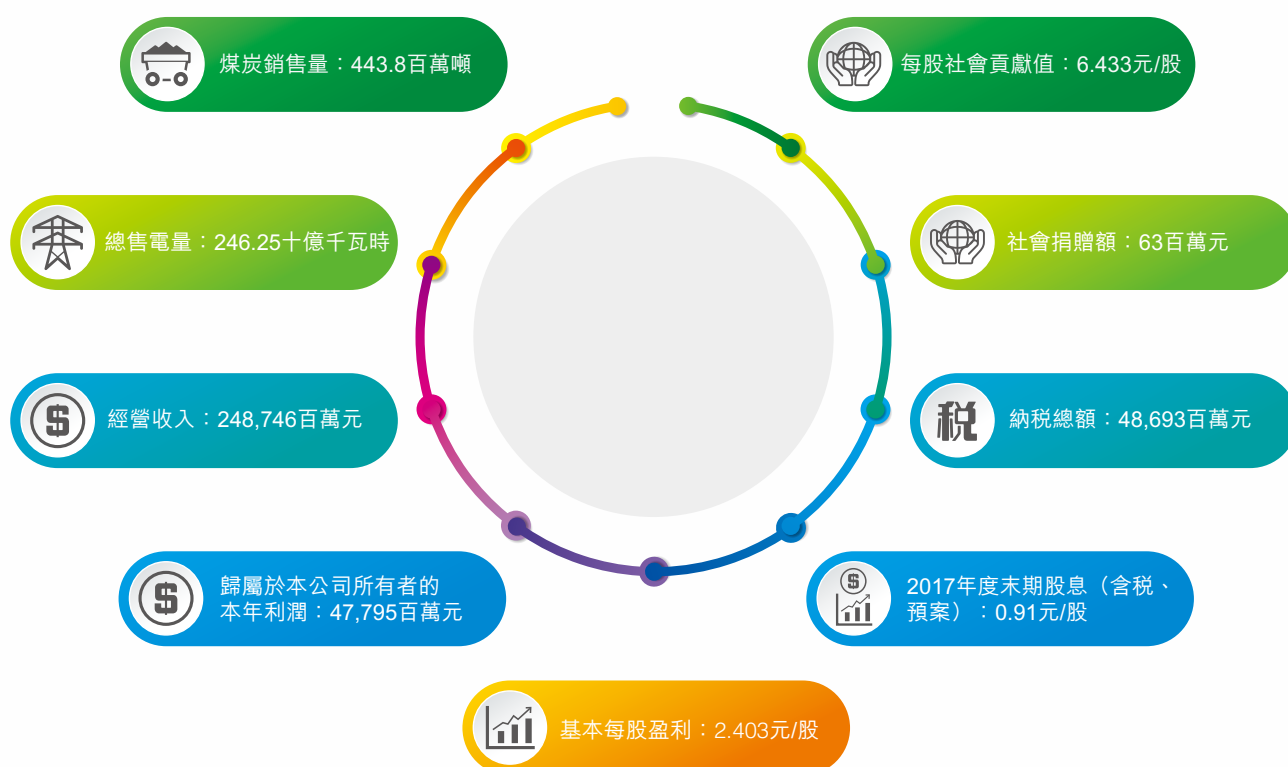 煤炭銷售量：443.8百萬噸
每股社會貢獻值：6.433元/股
總售電量：246.25十億千瓦時
社會捐贈額：63百萬元
經營收入：248,746百萬元
税
納税總額：48,693百萬元
歸屬於本公司所有者的
本年利潤：47,795百萬元
2017年度末期股息（含税、
預案）：0.91元/股
基本每股盈利：2.403元/股